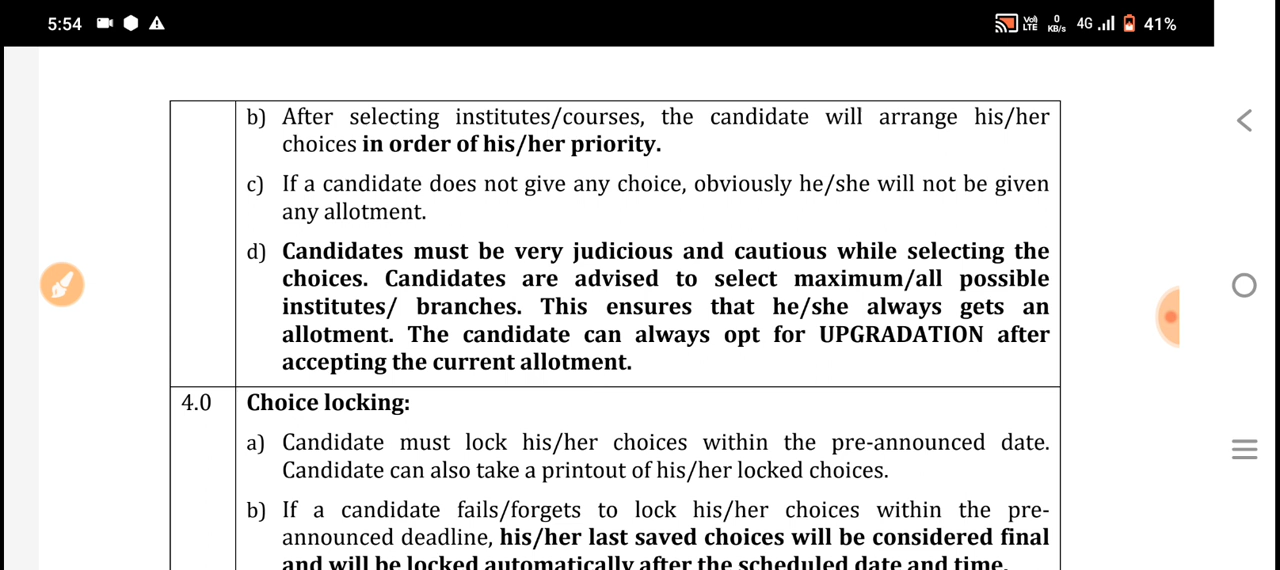 5:54
Vo) LTE 0 KB/s 4G 41%
b) After selecting institutes/courses, the candidate will arrange his/her
choices in order of his/her priority.
c) If a candidate does not give any choice, obviously he/she will not be given
any allotment.
d) Candidates must be very judicious and cautious while selecting the
choices. Candidates are advised to select maximum/all possible
institutes/ branches. This ensures that he/she always gets an
allotment. The candidate can always opt for UPGRADATION after
accepting the current allotment.
4.0 Choice locking:
a) Candidate must lock his/her choices within the pre-announced date.
Candidate can also take a printout of his/her locked choices.
b) If a candidate fails/forgets to lock his/her choices within the pre-
announced deadline, his/her last saved choices will be considered final
and will be locked automatically after the scheduled date and time.